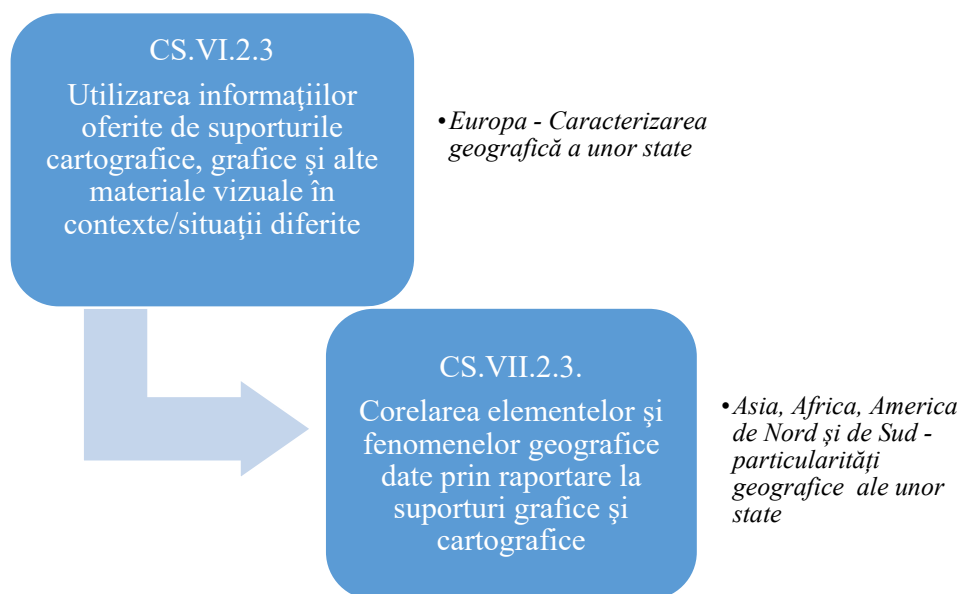 CS.VI.2.3
Utilizarea informaţiilor
oferite de suporturile
cartografice, grafice şi alte
materiale vizuale în
contexte/situaţii diferite
•Europa - Caracterizarea
geografică a unor state
CS.VII.2.3.
Corelarea elementelor şi
fenomenelor geografice
date prin raportare la
suporturi grafice şi
cartografice
•Asia, Africa, America
de Nord și de Sud -
particularități
geografice ale unor
state